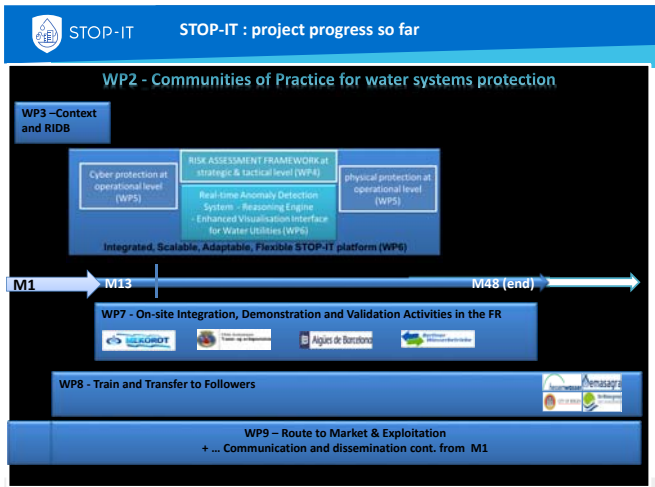 STOP-IT
STOP-IT : project progress so far
WP2 - Communities of Practice for water systems protection
WP3 –Context
and RIDB
Cyber protection at
operational level
(WP5)
RISK ASSESSMENT FRAMEWORK at
strategic & tactical level (WP4)
Real-time Anomaly Detection
System - Reasoning Engine
- Enhanced Visualisation Interface
for Water Utilities (WP6)
physical protection at
operational level
(WP5)
Integrated, Scalable, Adaptable, Flexible STOP-IT platform (WP6)
M1
M13
M48 (end)
WP7 - On-site Integration, Demonstration and Validation Activities in the FR
MEKOROT
Aigües de Barcelona
Berliner
Wasserbetriebe
WP8 - Train and Transfer to Followers
hessenwasser
emasagra
WP9 – Route to Market & Exploitation
+ ... Communication and dissemination cont. from M1